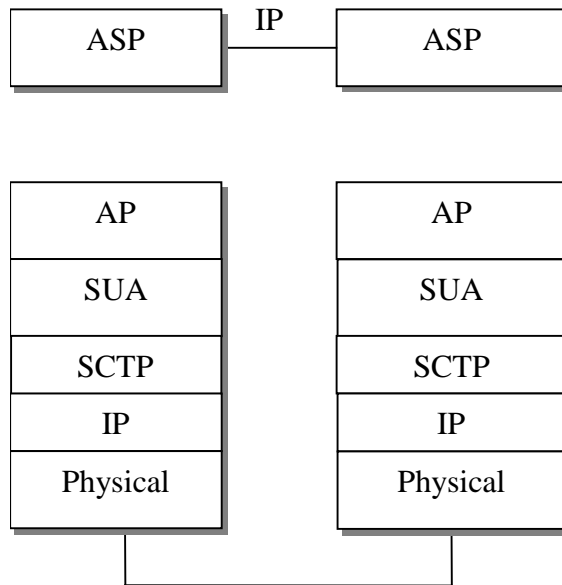 IP
ASP ASP
AP AP
SUA SUA
SCTP SCTP
IP IP
Physical Physical